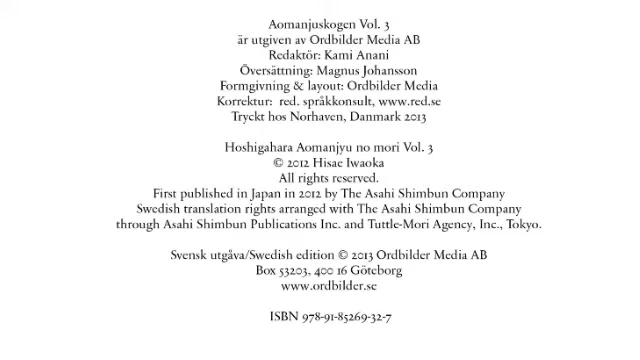 Aomanjuskogen Vol. 3
är utgiven av Ordbilder Media AB
Redaktör: Kami Anani
Översättning: Magnus Johansson
Formgivning & layout: Ordbilder Media
Korrektur: red. språkkonsult, www.red.se
Tryckt hos Norhaven, Danmark 2013
Hoshigahara Aomanjyu no mori Vol. 3
© 2012 Hisae Iwaoka
All rights reserved.
First published in Japan in 2012 by The Asahi Shimbun Company
Swedish translation rights arranged with The Asahi Shimbun Company
through Asahi Shimbun Publications Inc. and Tuttle-Mori Agency, Inc., Tokyo.
Svensk utgåva/Swedish edition © 2013 Ordbilder Media AB
Box 53203, 400 16 Göteborg
www.ordbilder.se
ISBN 978-91-85269-32-7